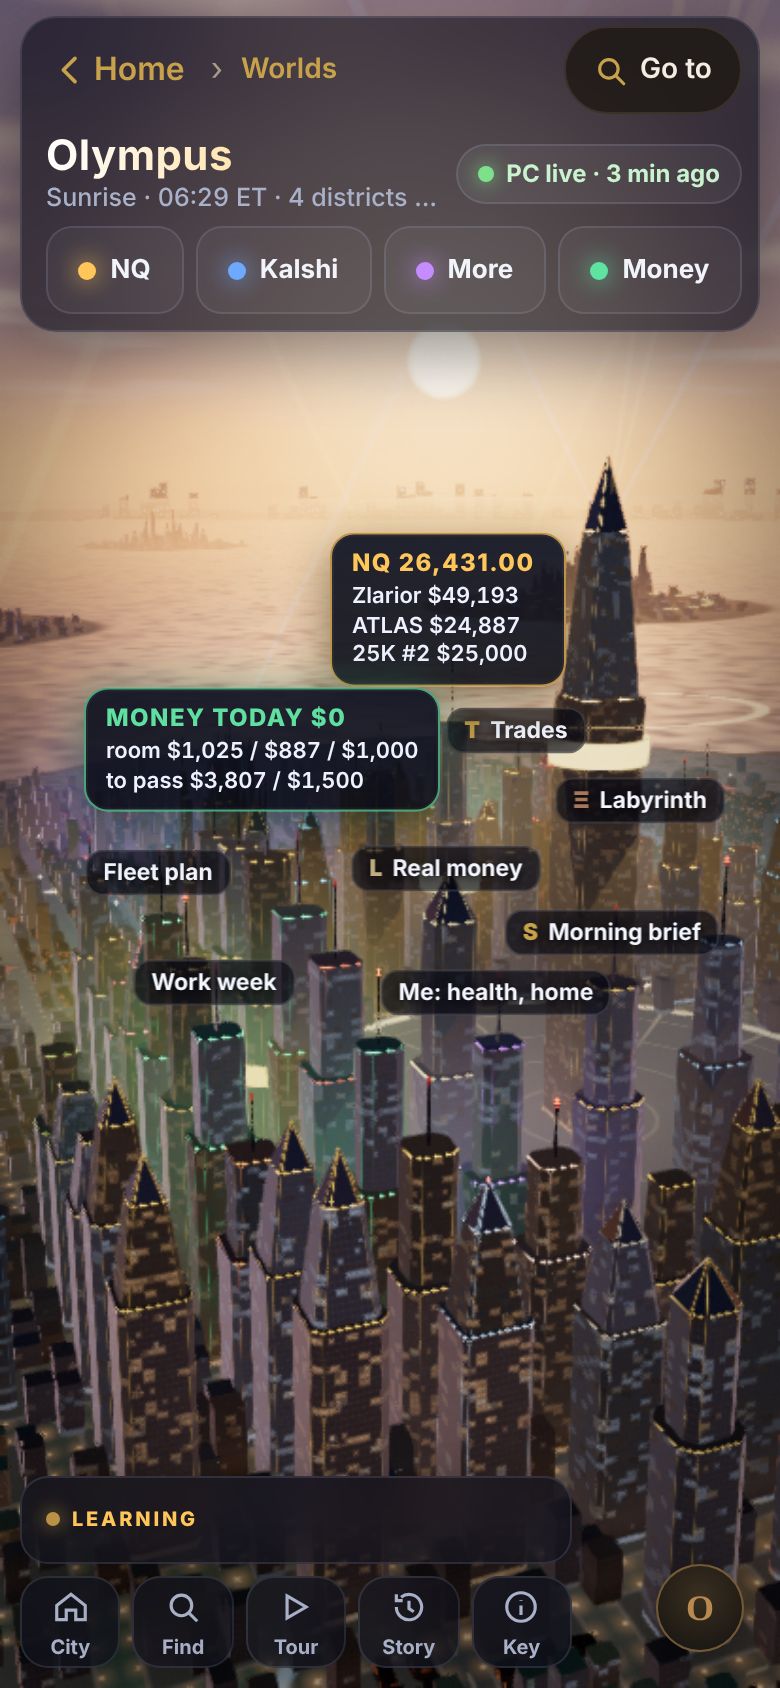 Home › Worlds
Go to
Olympus
Sunrise · 06:29 ET · 4 districts ...
PC live · 3 min ago
NQ
Kalshi
More
Money
NQ 26,431.00
Zlarior $49,193
ATLAS $24,887
25K #2 $25,000
MONEY TODAY $0
room $1,025 / $887 / $1,000
to pass $3,807 / $1,500
T Trades
Ξ Labyrinth
Fleet plan
L Real money
S Morning brief
Work week
Me: health, home
LEARNING
City
Find
Tour
Story
Key
O